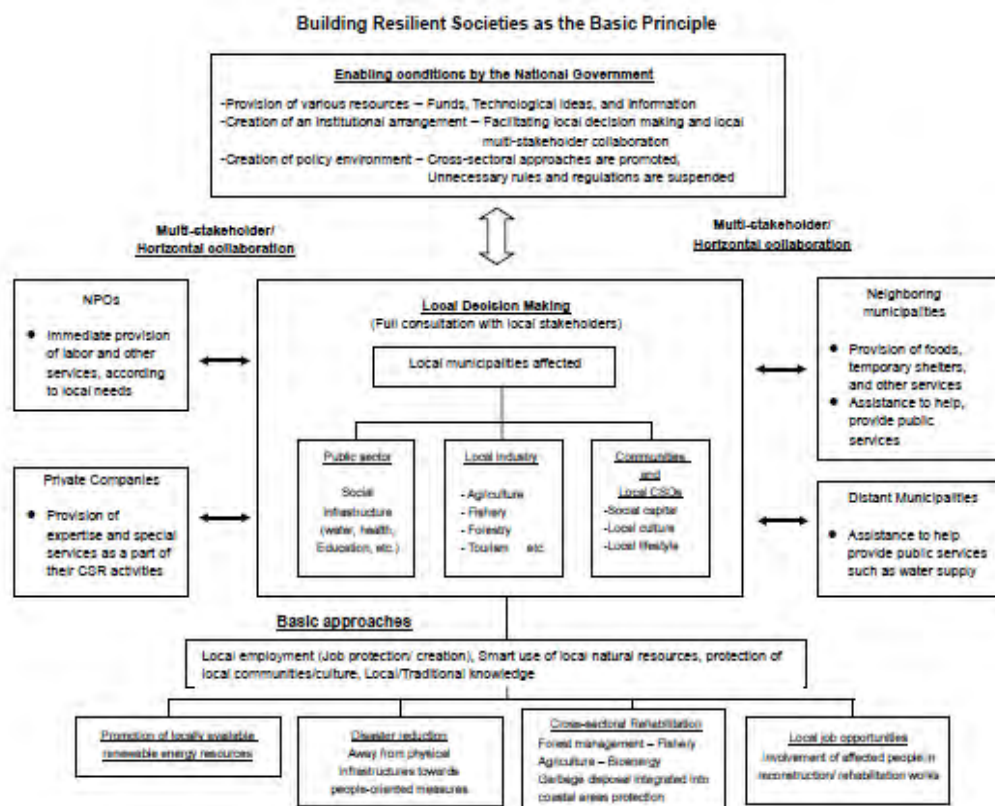 Building Resilient Societies as the Basic Principle
Enabling conditions by the National Government
-Provision of various resources – Funds, Technological ideas, and information
-Creation of an institutional arrangement – Facilitating local decision making and local
multi-stakeholder collaboration
-Creation of policy environment – Cross-sectoral approaches are promoted,
Unnecessary rules and regulations are suspended
Multi-stakeholder/
Horizontal collaboration
Multi-stakeholder/
Horizontal collaboration
NPOs
● Immediate provision
of labor and other
services, according
to local needs
Private Companies
● Provision of
expertise and special
services as a part of
their CSR activities
Local Decision Making
(Full consultation with local stakeholders)
Local municipalities affected
Public sector
Social
infrastructure
(water, health,
Education, etc.)
Local industry
- Agriculture
- Fishery
- Forestry
- Tourism etc.
Communities
and
Local CSOs
-Social capital
-Local culture
-Local lifestyle
Neighboring
municipalities
● Provision of foods,
temporary shelters,
and other services
● Assistance to help,
provide public
services
Distant Municipalities
● Assistance to help
provide public services
such as water supply
Basic approaches
Local employment (Job protection/ creation), Smart use of local natural resources, protection of
local communities/culture, Local/Traditional knowledge
Promotion of locally available
renewable energy resources
Disaster reduction
Away from physical
infrastructures towards
people-oriented measures
Cross-sectoral Rehabilitation
Forest management – Fishery
Agriculture – Bioenergy
Garbage disposal integrated into
coastal areas protection
Local job opportunities
Involvement of affected people in
reconstruction/ rehabilitation works